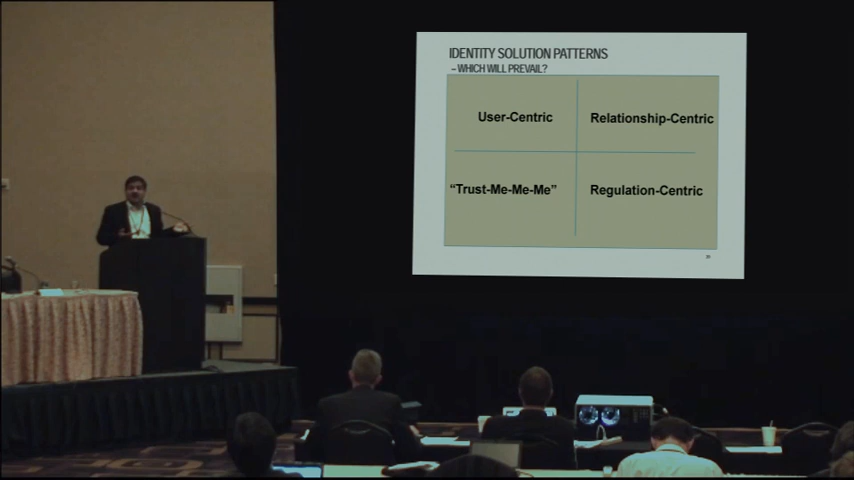 IDENTITY SOLUTION PATTERNS
– WHICH WILL PREVAIL?
User-Centric
Relationship-Centric
“Trust-Me-Me-Me”
Regulation-Centric